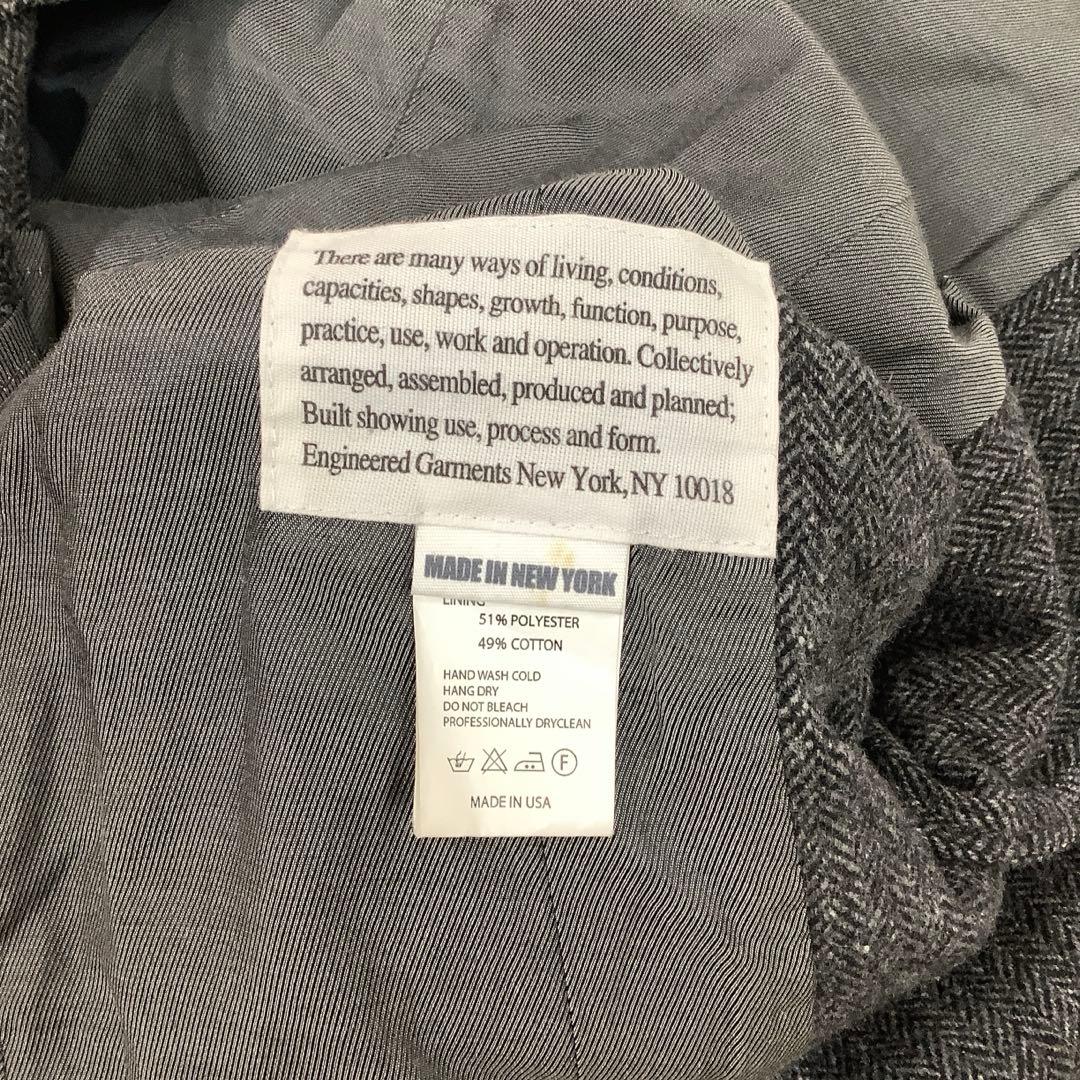 There are many ways of living, conditions,
capacities, shapes, growth, function, purpose,
practice, use, work and operation. Collectively
arranged, assembled, produced and planned;
Built showing use, process and form.
Engineered Garments New York, NY 10018
MADE IN NEW YORK
LINING
51% POLYESTER
49% COTTON
HAND WASH COLD
HANG DRY
DO NOT BLEACH
PROFESSIONALLY DRYCLEAN
F
MADE IN USA